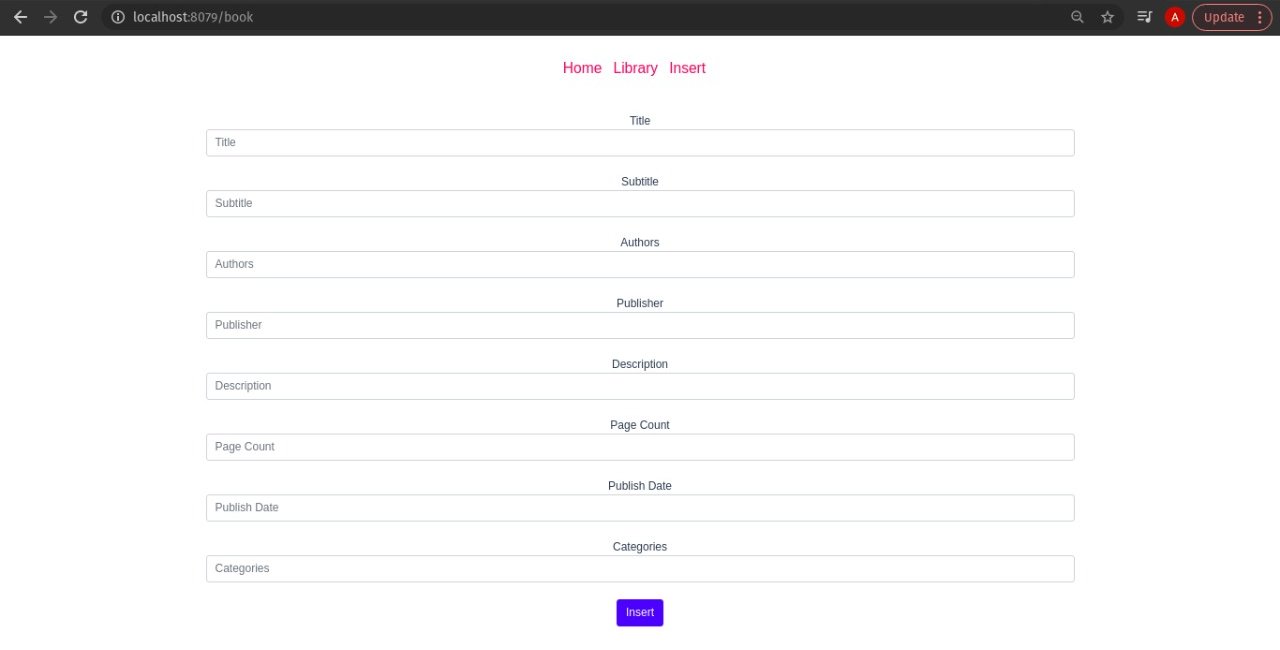 localhost:8079/book
A
Update
Home Library Insert
Title
Title
Subtitle
Subtitle
Authors
Authors
Publisher
Publisher
Description
Description
Page Count
Page Count
Publish Date
Publish Date
Categories
Categories
Insert